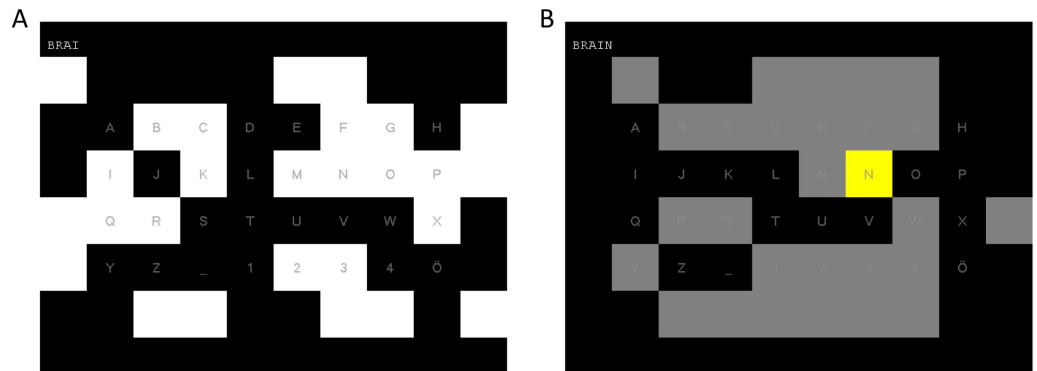 A
BRAI
A B C D E F G H
I J K L M N O P
Q R S T U V W X
Y Z _ 1 2 3 4 Ö
B
BRAIN
A B C D E F G H
I J K L M N O P
Q R S T U V W X
Y Z _ 1 2 3 4 Ö